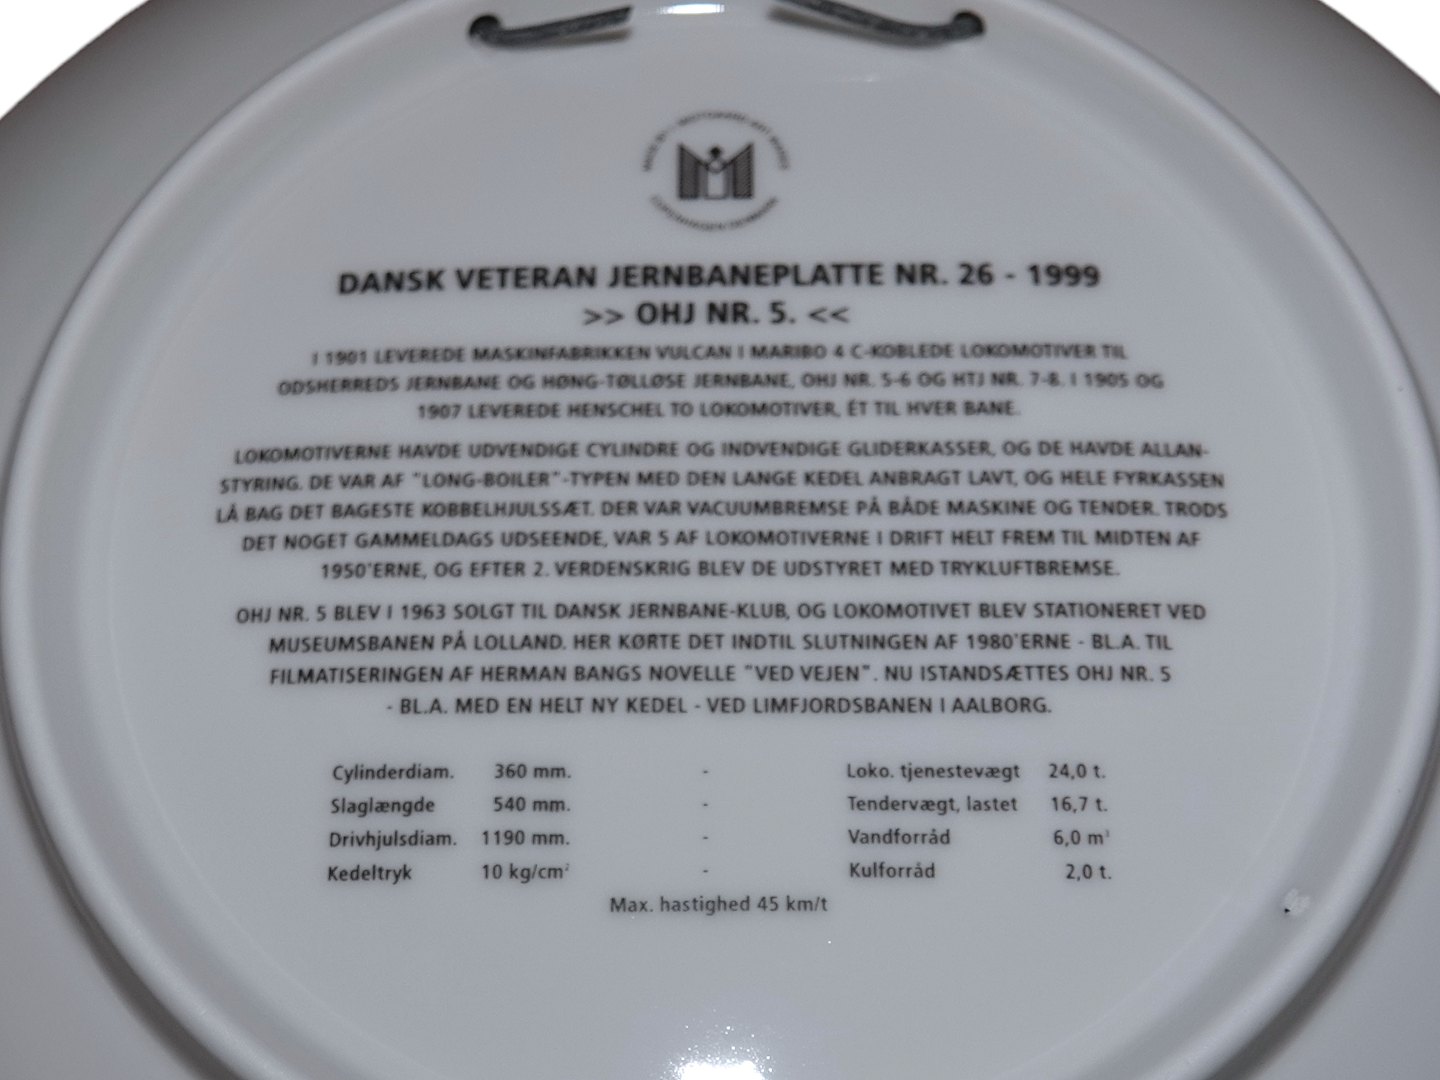 DANSK VETERAN JERNBANEPLATTE NR. 26 - 1999
>> OHJ NR. 5. <<
I 1901 LEVEREDE MASKINFABRIKKEN VULCAN I MARIBO 4 C-KOBLEDE LOKOMOTIVER TIL
ODSHERREDS JERNBANE OG HØNG-TØLLØSE JERNBANE, OHJ NR. 5-6 OG HTJ NR. 7-8. I 1905 OG
1907 LEVEREDE HENSCHEL TO LOKOMOTIVER, ÉT TIL HVER BANE.
LOKOMOTIVERNE HAVDE UDVENDIGE CYLINDRE OG INDVENDIGE GLIDERKASSER, OG DE HAVDE ALLAN-
STYRING. DE VAR AF "LONG-BOILER"-TYPEN MED DEN LANGE KEDEL ANBRAGT LAVT, OG HELE FYRKASSEN
LÅ BAG DET BAGESTE KOBBELHJULSSÆT. DER VAR VACUUMBREMSE PÅ BÅDE MASKINE OG TENDER. TRODS
DET NOGET GAMMELDAGS UDSEENDE, VAR 5 AF LOKOMOTIVERNE I DRIFT HELT FREM TIL MIDTEN AF
1950'ERNE, OG EFTER 2. VERDENSKRIG BLEV DE UDSTYRET MED TRYKLUFTBREMSE.
OHJ NR. 5 BLEV I 1963 SOLGT TIL DANSK JERNBANE-KLUB, OG LOKOMOTIVET BLEV STATIONERET VED
MUSEUMSBANEN PÅ LOLLAND. HER KØRTE DET INDTIL SLUTNINGEN AF 1980'ERNE - BL.A. TIL
FILMATISERINGEN AF HERMAN BANGS NOVELLE "VED VEJEN". NU ISTANDSÆTTES OHJ NR. 5
- BL.A. MED EN HELT NY KEDEL - VED LIMFJORDSBANEN I AALBORG.
Cylinderdiam. 360 mm. - Loko. tjenestevægt 24,0 t.
Slaglængde 540 mm. - Tendervægt, lastet 16,7 t.
Drivhjulsdiam. 1190 mm. - Vandforråd 6,0 m³
Kedeltryk 10 kg/cm² - Kulforråd 2,0 t.
Max. hastighed 45 km/t